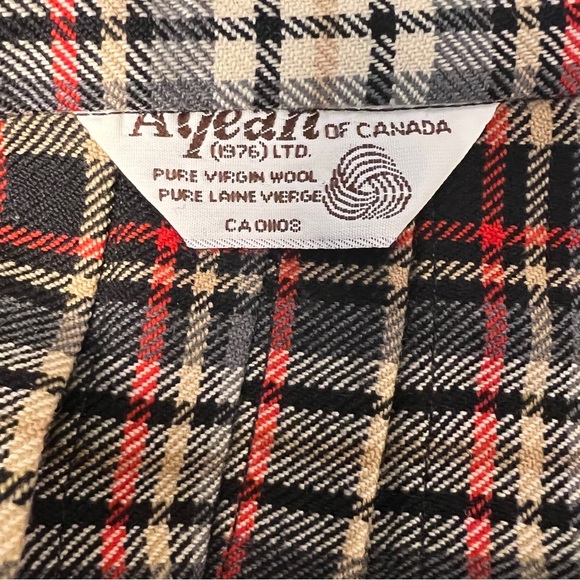 Aljean OF CANADA
(1976) LTD.
PURE VIRGIN WOOL
PURE LAINE VIERGE
CA 01103